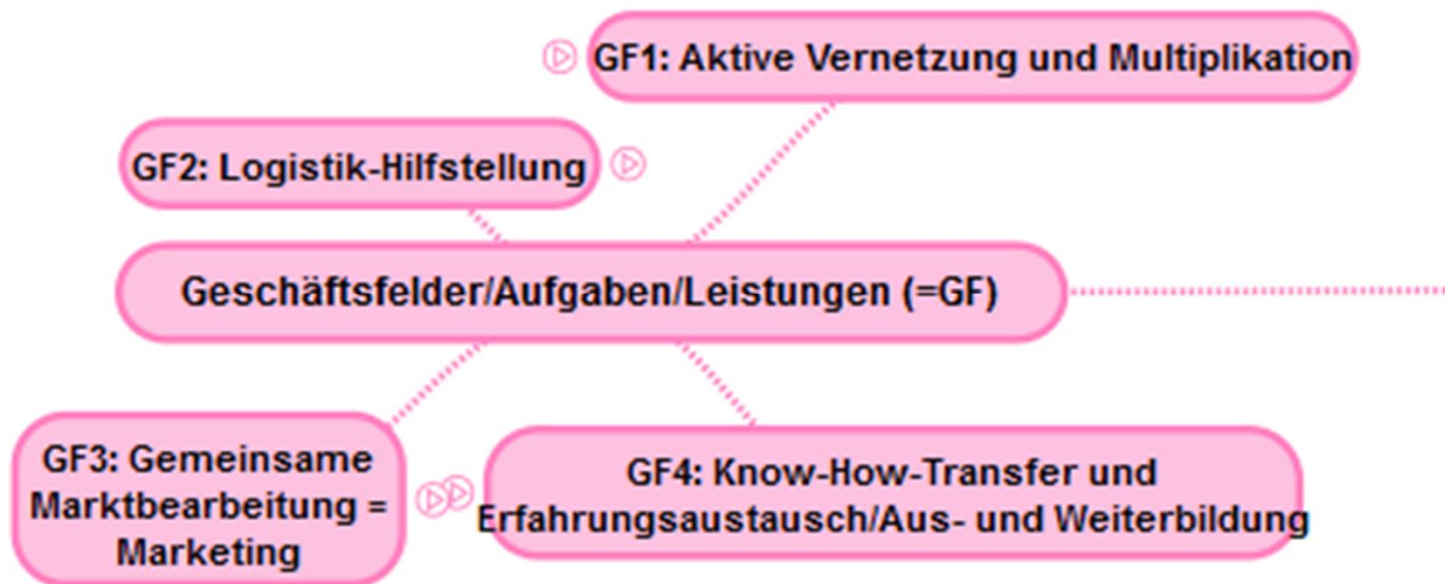 GF1: Aktive Vernetzung und Multiplikation
GF2: Logistik-Hilfstellung
Geschäftsfelder/Aufgaben/Leistungen (=GF)
GF3: Gemeinsame
Marktbearbeitung =
Marketing
GF4: Know-How-Transfer und
Erfahrungsaustausch/Aus- und Weiterbildung